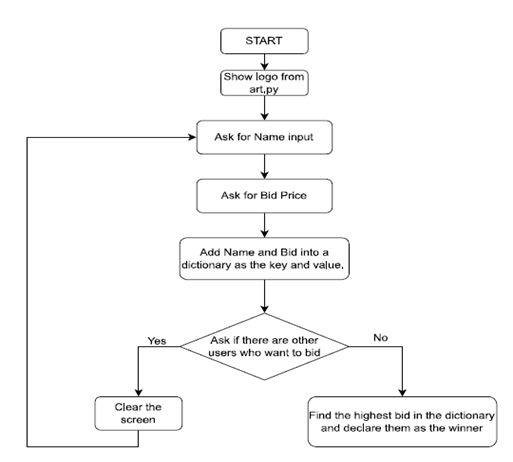 START
Show logo from
art.py
Ask for Name input
Ask for Bid Price
Add Name and Bid into a
dictionary as the key and value.
Ask if there are other
users who want to bid
Yes
No
Clear the
screen
Find the highest bid in the dictionary
and declare them as the winner